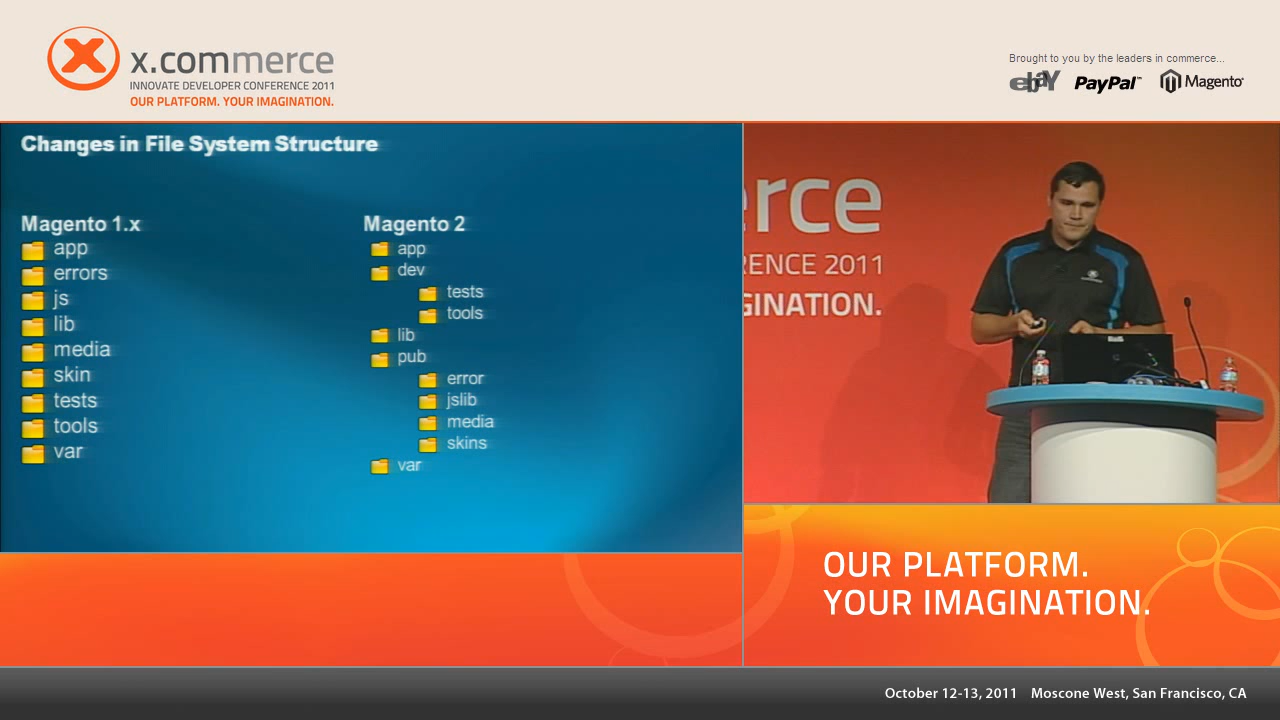 x.commerce
INNOVATE DEVELOPER CONFERENCE 2011
OUR PLATFORM. YOUR IMAGINATION.
Brought to you by the leaders in commerce...
ebaY PayPal™ Magento®
Changes in File System Structure
Magento 1.x
app
errors
js
lib
media
skin
tests
tools
var
Magento 2
app
dev
tests
tools
lib
pub
error
jslib
media
skins
var
erce
RENCE 2011
GINATION.
OUR PLATFORM.
YOUR IMAGINATION.
October 12-13, 2011 Moscone West, San Francisco, CA